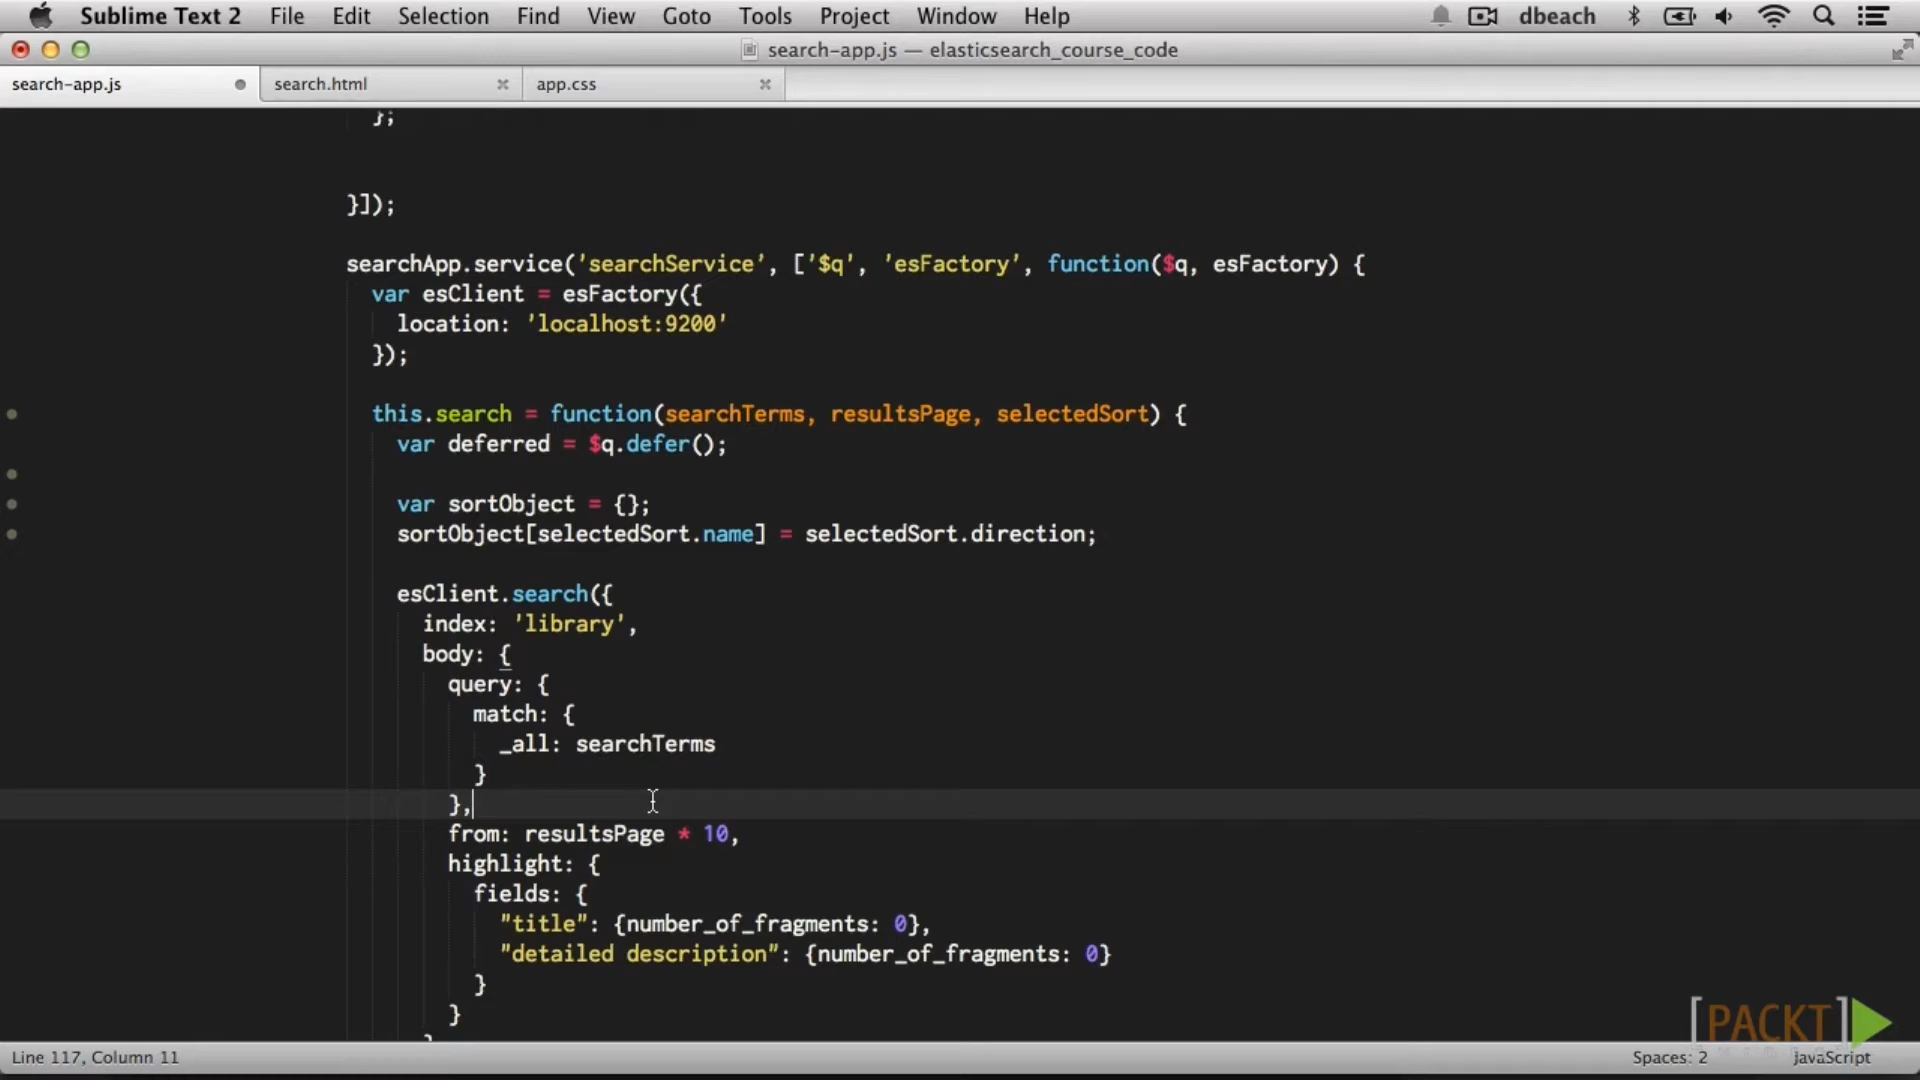 Sublime Text 2 File Edit Selection Find View Goto Tools Project Window Help dbeach
search-app.js — elasticsearch_course_code
search-app.js search.html app.css
};
}]);
searchApp.service('searchService', ['$q', 'esFactory', function($q, esFactory) {
var esClient = esFactory({
location: 'localhost:9200'
});
this.search = function(searchTerms, resultsPage, selectedSort) {
var deferred = $q.defer();
var sortObject = {};
sortObject[selectedSort.name] = selectedSort.direction;
esClient.search({
index: 'library',
body: {
query: {
match: {
_all: searchTerms
}
},
from: resultsPage * 10,
highlight: {
fields: {
"title": {number_of_fragments: 0},
"detailed description": {number_of_fragments: 0}
}
}
[PACKT]
Line 117, Column 11 Spaces: 2 JavaScript